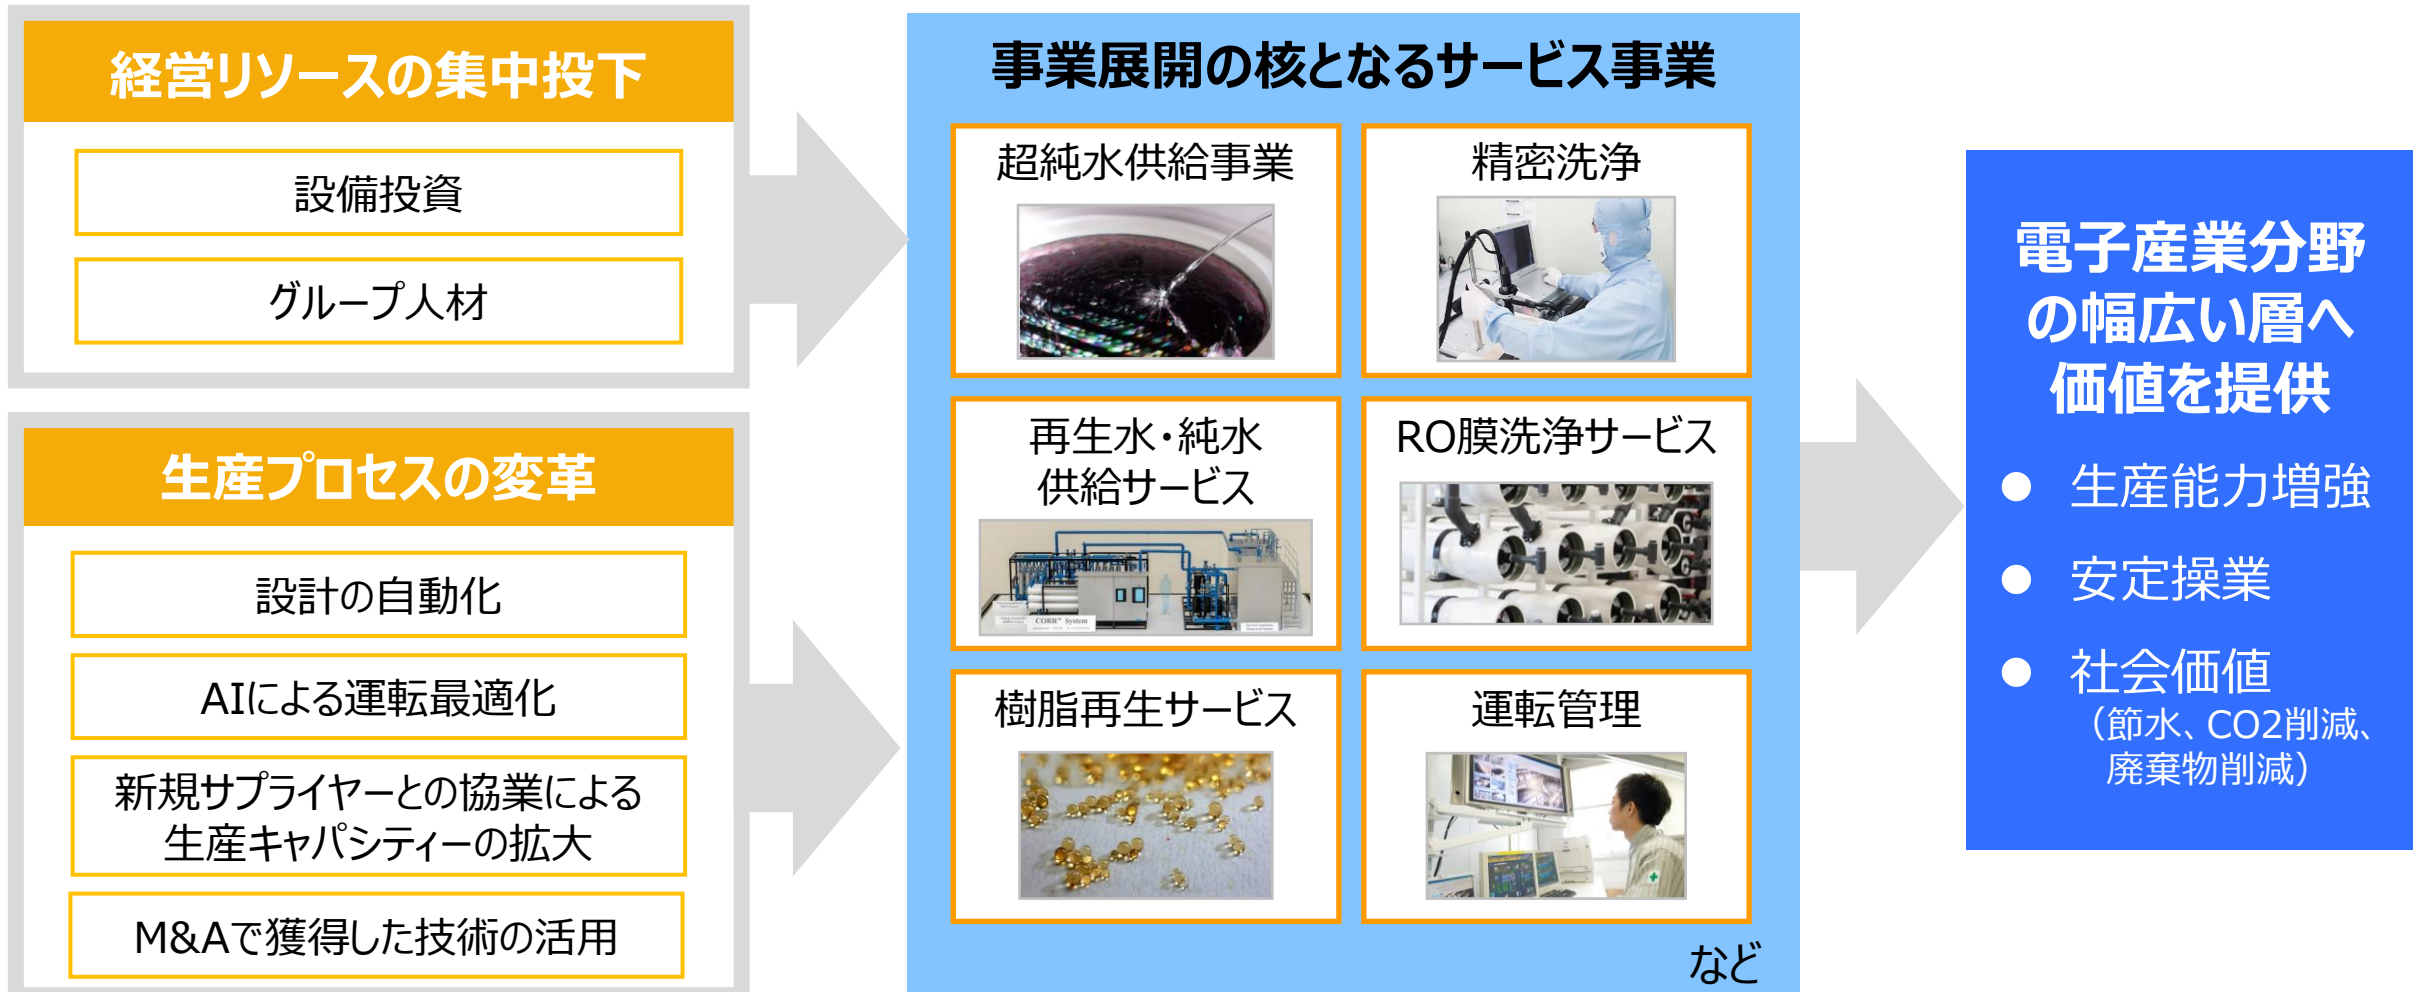 経営リソースの集中投下
設備投資
グループ人材
生産プロセスの変革
設計の自動化
AIによる運転最適化
新規サプライヤーとの協業による
生産キャパシティーの拡大
M&Aで獲得した技術の活用
事業展開の核となるサービス事業
超純水供給事業
精密洗浄
再生水・純水
供給サービス
CORR™ System
RO膜洗浄サービス
樹脂再生サービス
運転管理
など
電子産業分野
の幅広い層へ
価値を提供
● 生産能力増強
● 安定操業
● 社会価値
（節水、CO2削減、
廃棄物削減）